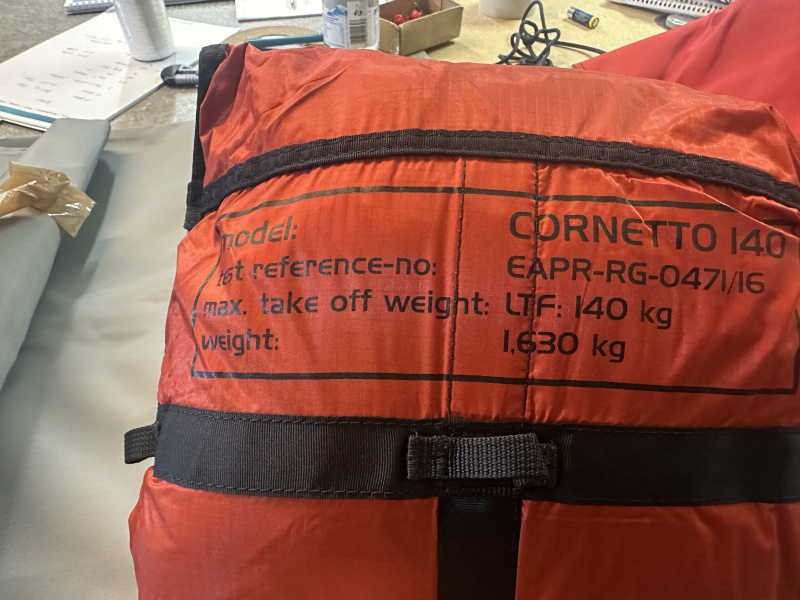 model: CORNETTO 140
test reference-no: EAPR-RG-0471/16
max. take off weight: LTF: 140 kg
weight: 1,630 kg